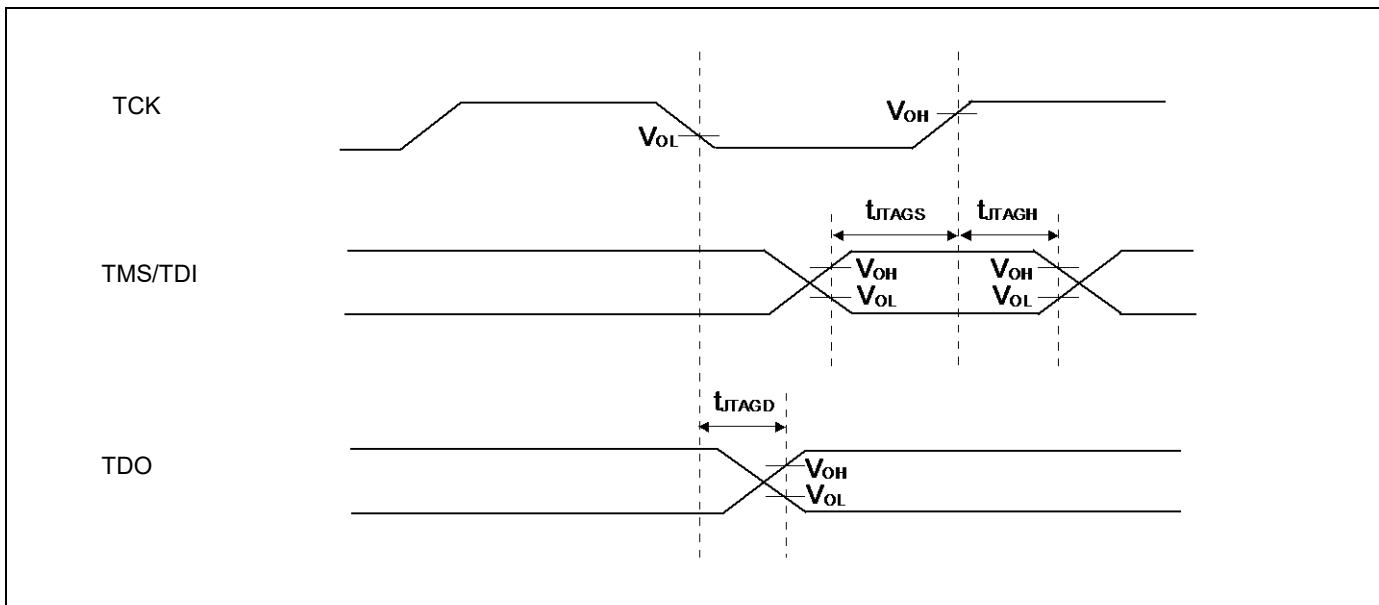 TCK
VOL
VOH
tJTAGS
tJTAGH
TMS/TDI
VOH
VOL
VOH
VOL
tJTAGD
TDO
VOH
VOL